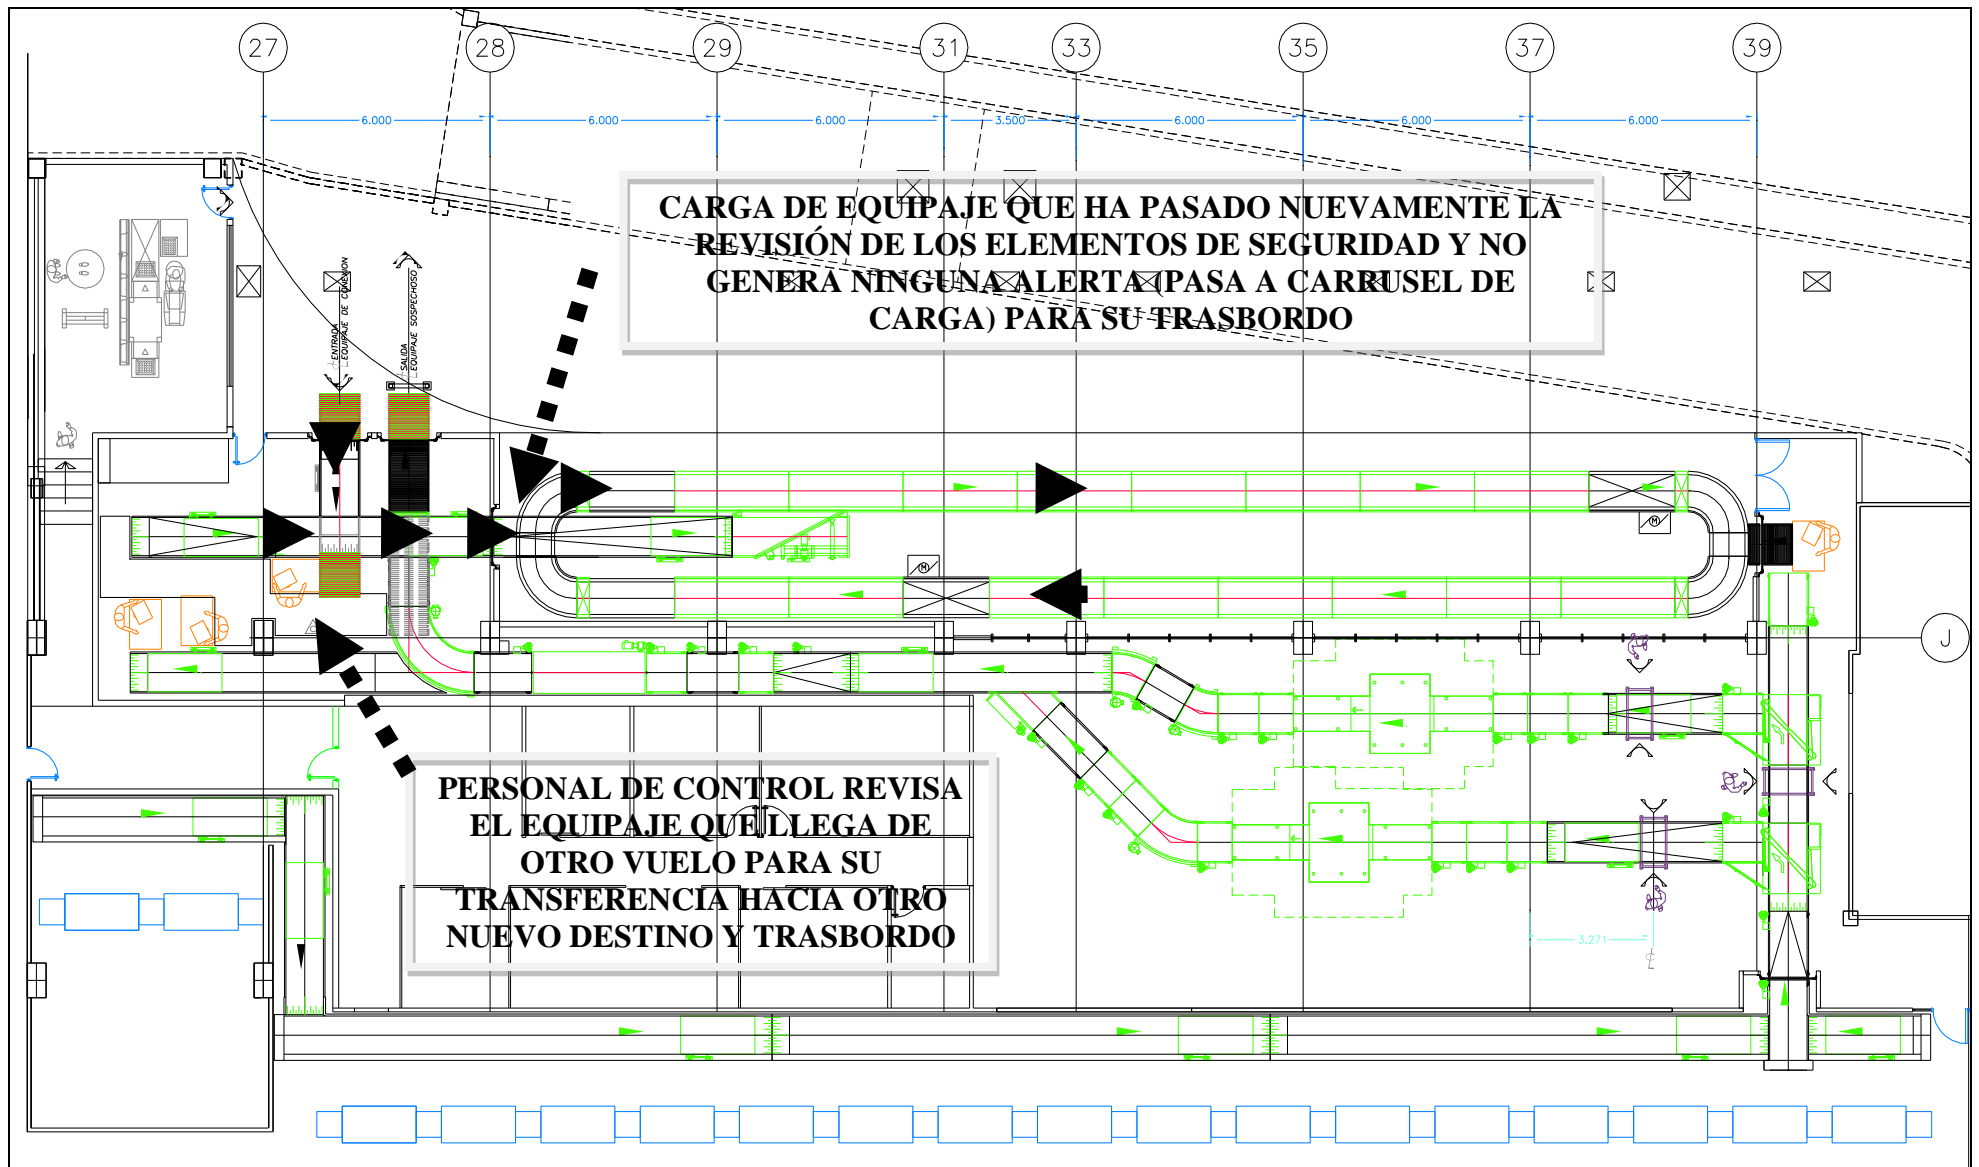 27 28 29 31 33 35 37 39
6.000 6.000 6.000 3.500 6.000 6.000 6.000
CARGA DE EQUIPAJE QUE HA PASADO NUEVAMENTE LA
REVISIÓN DE LOS ELEMENTOS DE SEGURIDAD Y NO
GENERA NINGUNA ALERTA (PASA A CARRUSEL DE
CARGA) PARA SU TRASBORDO
ENTRADA
EQUIPAJE DE CONEXION
SALIDA
EQUIPAJE SOSPECHOSO
M
M
J
PERSONAL DE CONTROL REVISA
EL EQUIPAJE QUE LLEGA DE
OTRO VUELO PARA SU
TRANSFERENCIA HACIA OTRO
NUEVO DESTINO Y TRASBORDO
3.271